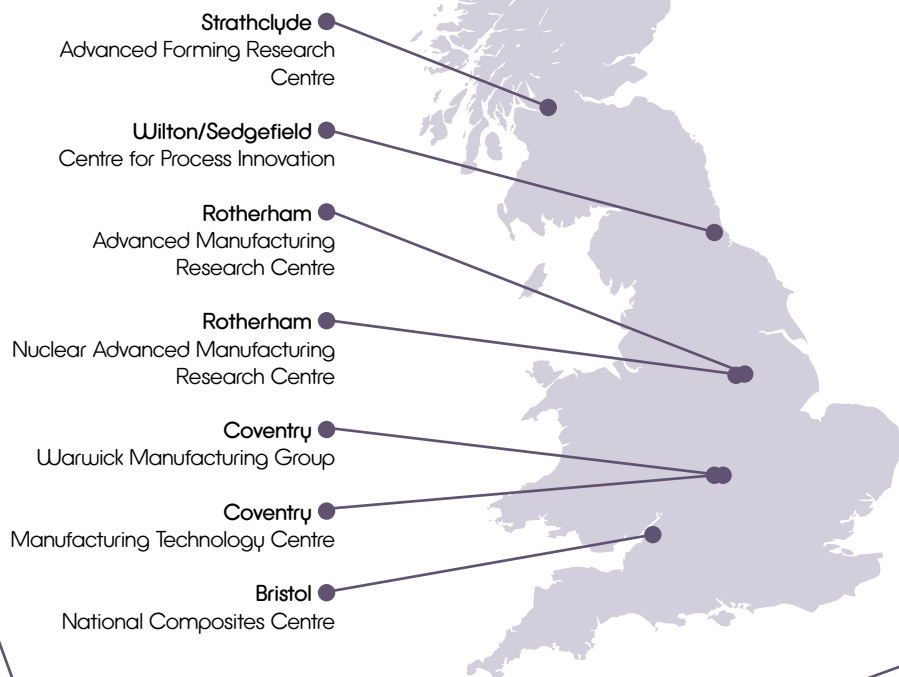 Strathclyde
Advanced Forming Research
Centre
Wilton/Sedgefield
Centre for Process Innovation
Rotherham
Advanced Manufacturing
Research Centre
Rotherham
Nuclear Advanced Manufacturing
Research Centre
Coventry
Warwick Manufacturing Group
Coventry
Manufacturing Technology Centre
Bristol
National Composites Centre